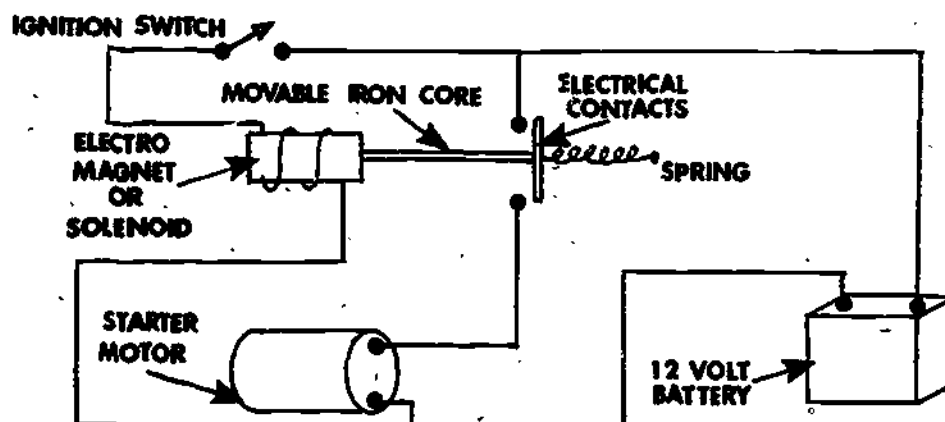 IGNITION SWITCH
MOVABLE IRON CORE
ELECTRICAL
CONTACTS
ELECTRO
MAGNET
OR
SOLENOID
SPRING
STARTER
MOTOR
12 VOLT
BATTERY